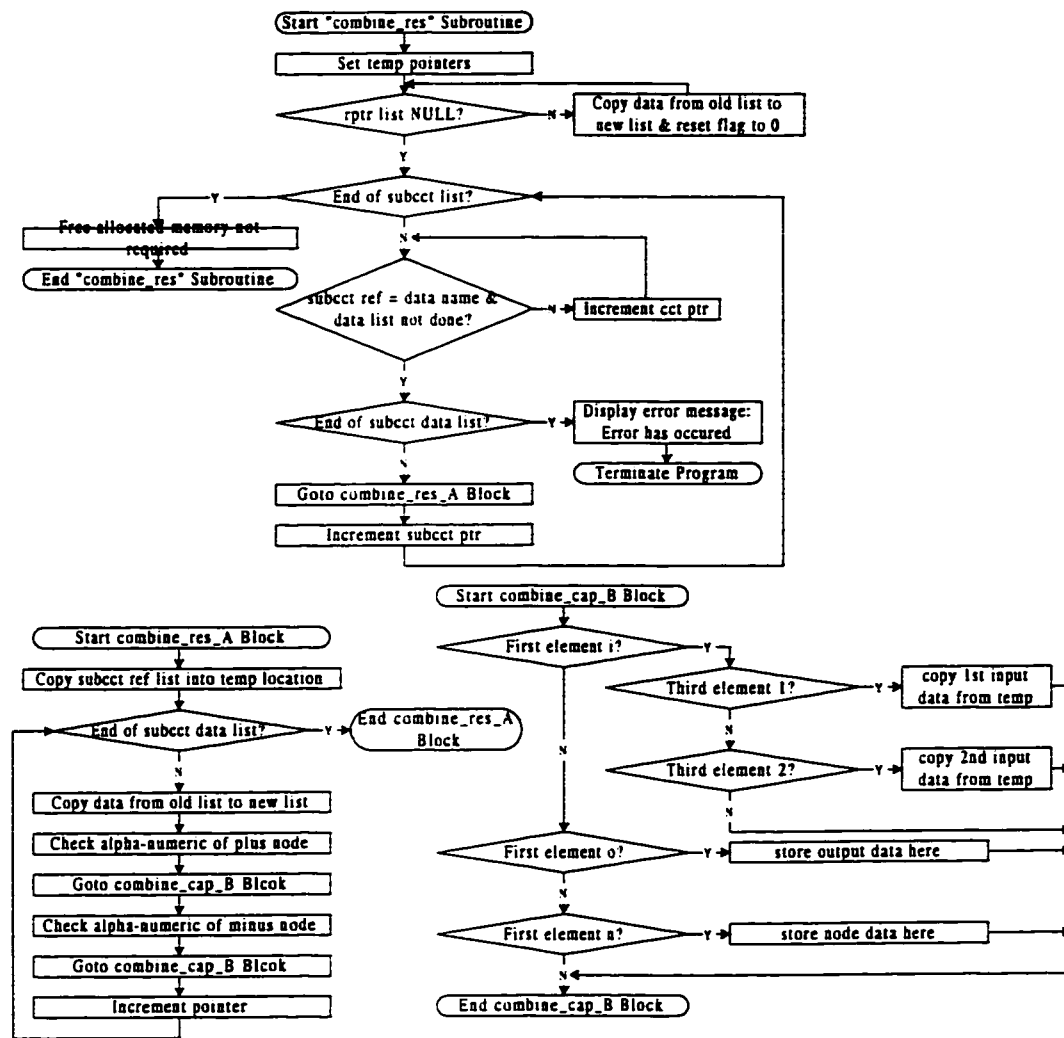 Start "combine_res" Subroutine
Set temp pointers
rptr list NULL?
N
Copy data from old list to
new list & reset flag to 0
Y
End of subcct list?
Y
Free allocated memory not
required
End "combine_res" Subroutine
N
subcct ref = data name &
data list not done?
N
Increment cct ptr
Y
End of subcct data list?
Y
Display error message:
Error has occured
Terminate Program
N
Goto combine_res_A Block
Increment subcct ptr
Start combine_res_A Block
Copy subcct ref list into temp location
End of subcct data list?
Y
End combine_res_A
Block
N
Copy data from old list to new list
Check alpha-numeric of plus node
Goto combine_cap_B Blcok
Check alpha-numeric of minus node
Goto combine_cap_B Blcok
Increment pointer
Start combine_cap_B Block
First element i?
Y
Third element 1?
Y
copy 1st input
data from temp
N
Third element 2?
Y
copy 2nd input
data from temp
N
N
First element o?
Y
store output data here
N
First element n?
Y
store node data here
N
End combine_cap_B Block